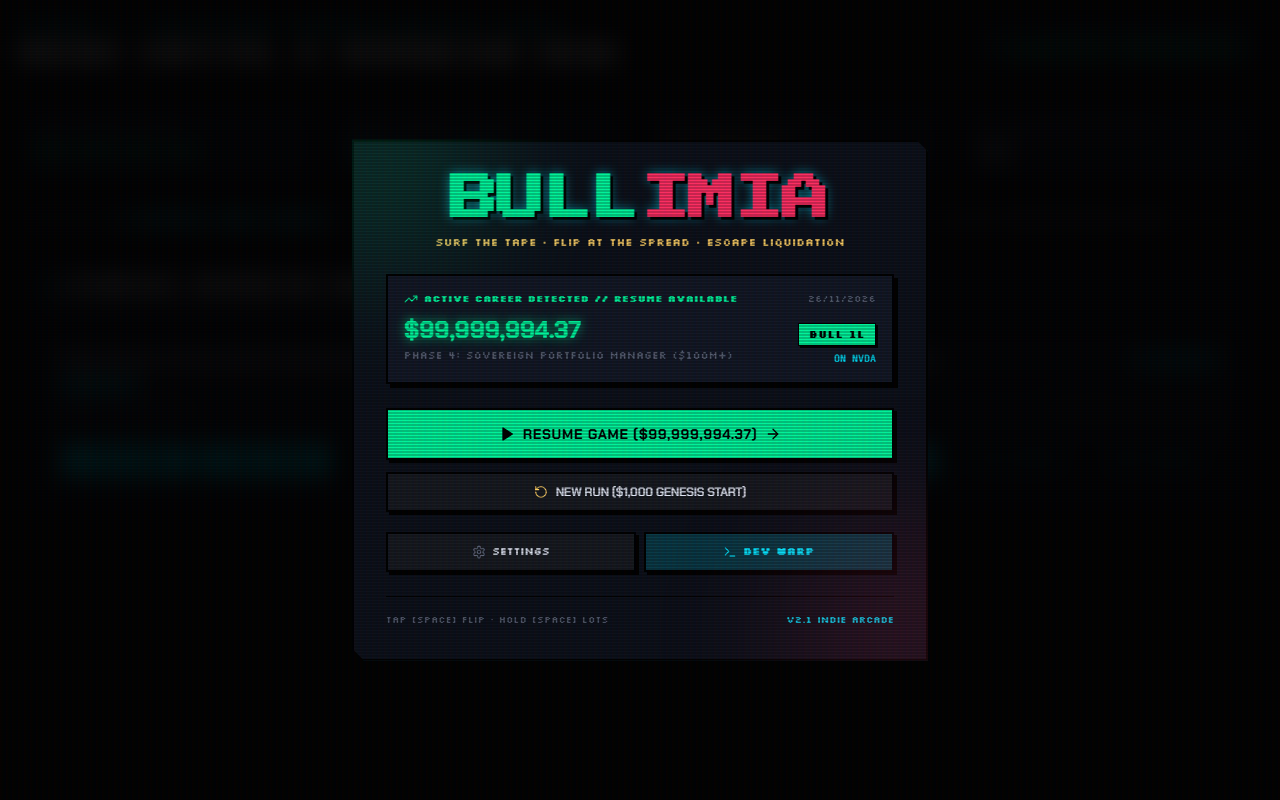 BULLIMIA
SURF THE TAPE · FLIP AT THE SPREAD · ESCAPE LIQUIDATION
ACTIVE CAREER DETECTED // RESUME AVAILABLE
26/11/2026
$99,999,994.37
BULL 1L
PHASE 4: SOVEREIGN PORTFOLIO MANAGER ($100M+)
ON NVDA
RESUME GAME ($99,999,994.37) →
NEW RUN ($1,000 GENESIS START)
SETTINGS
>_ DEV WARP
TAP [SPACE] FLIP · HOLD [SPACE] LOTS
V2.1 INDIE ARCADE